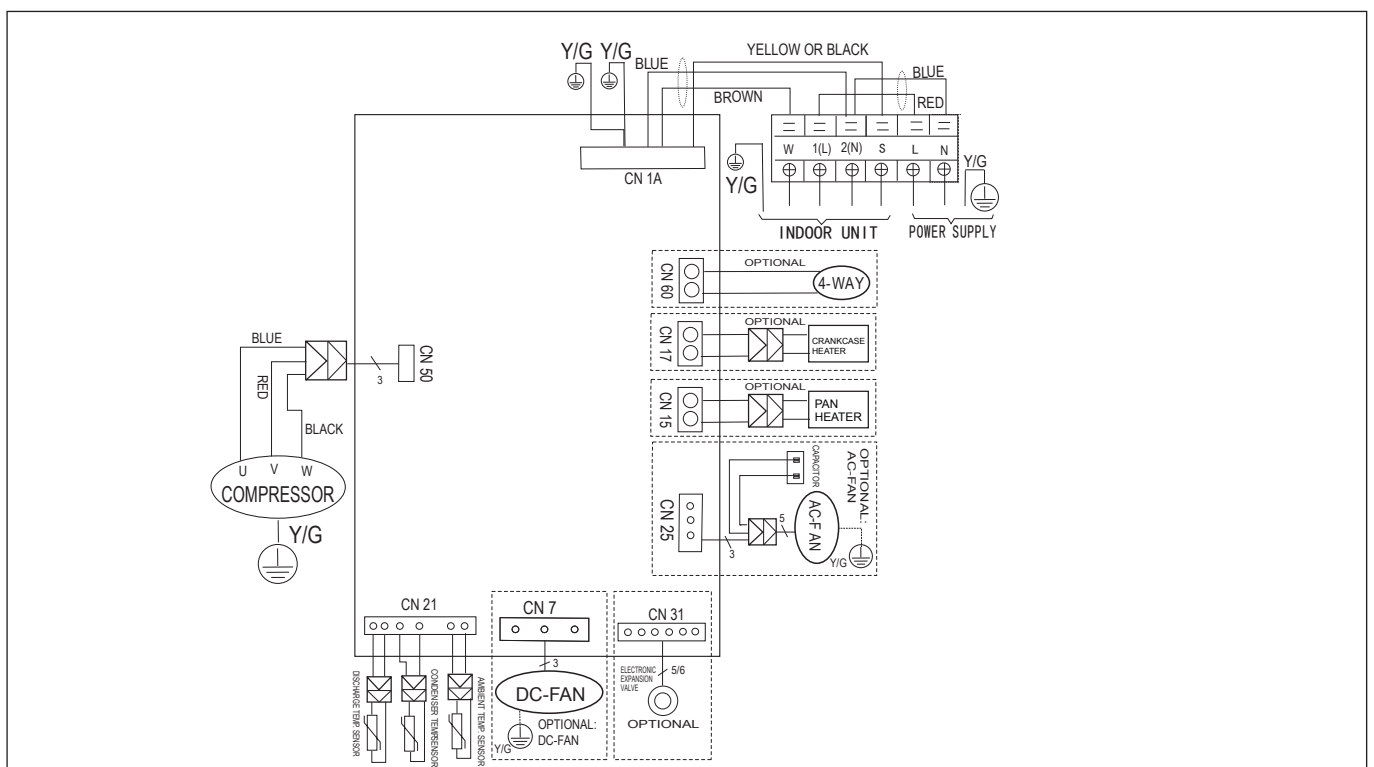 Y/G Y/G
YELLOW OR BLACK
BLUE
BLUE
BROWN
RED
W 1(L) 2(N) S L N
CN 1A
Y/G
Y/G
INDOOR UNIT
POWER SUPPLY
OPTIONAL
CN 60
4-WAY
OPTIONAL
CN 17
CRANKCASE
HEATER
BLUE
RED
3
CN 50
OPTIONAL
CN 15
PAN
HEATER
BLACK
U V W
COMPRESSOR
Y/G
CAPACITOR
OPTIONAL:
AC-FAN
CN 25
3
5
AC-F AN
Y/G
CN 21
DISCHARGE TEMP. SENSOR
CONDENSER TEMP.SENSOR
AMBIENT TEMP. SENSOR
CN 7
3
DC-FAN
OPTIONAL:
DC-FAN
Y/G
CN 31
ELECTRONIC
EXPANSION
VALVE
5/6
OPTIONAL